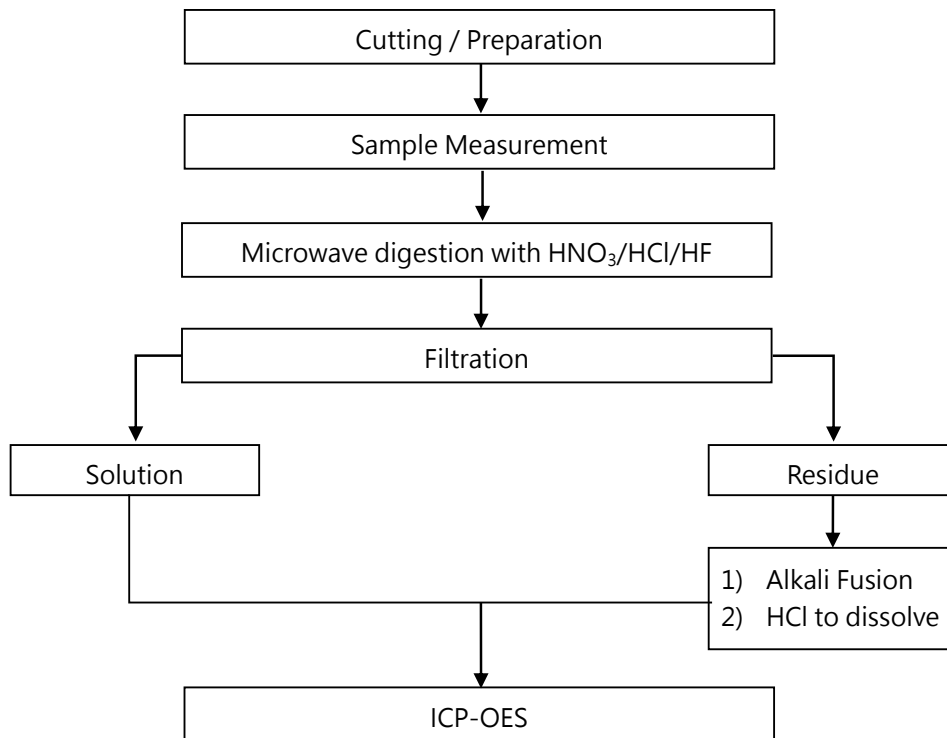 Cutting / Preparation
Sample Measurement
Microwave digestion with HNO₃/HCl/HF
Filtration
Solution
Residue
1) Alkali Fusion
2) HCl to dissolve
ICP-OES